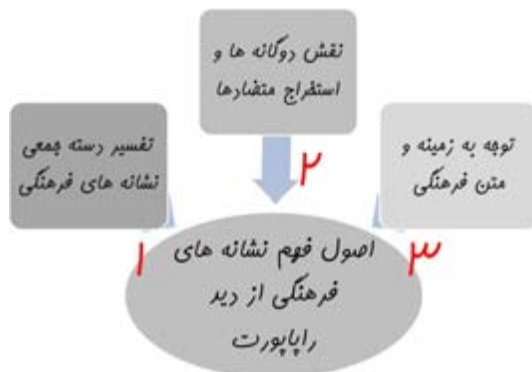 نقش دوگانه ها و
استخراج متضادها
تفسیر دسته جمعی
نشانه های فرهنگی
توجه به زمینه و
متن فرهنگی
۲
۱
۳
اصول فهم نشانه های
فرهنگی از دید
راپاپورت